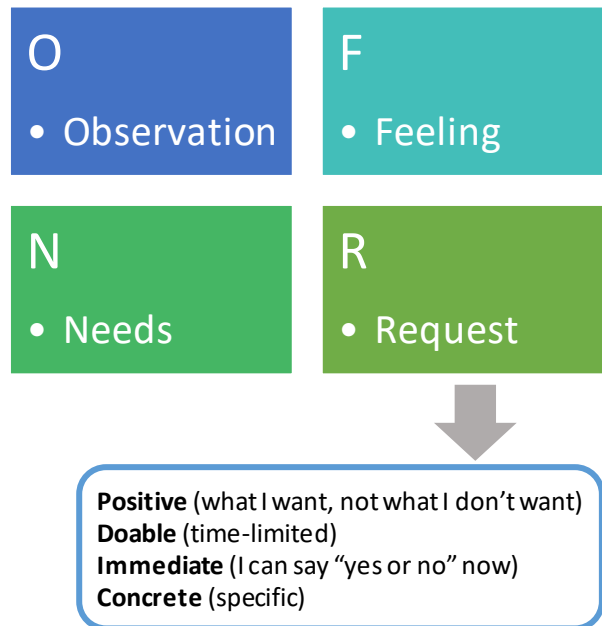 O
• Observation
F
• Feeling
N
• Needs
R
• Request
Positive (what I want, not what I don’t want)
Doable (time-limited)
Immediate (I can say “yes or no” now)
Concrete (specific)